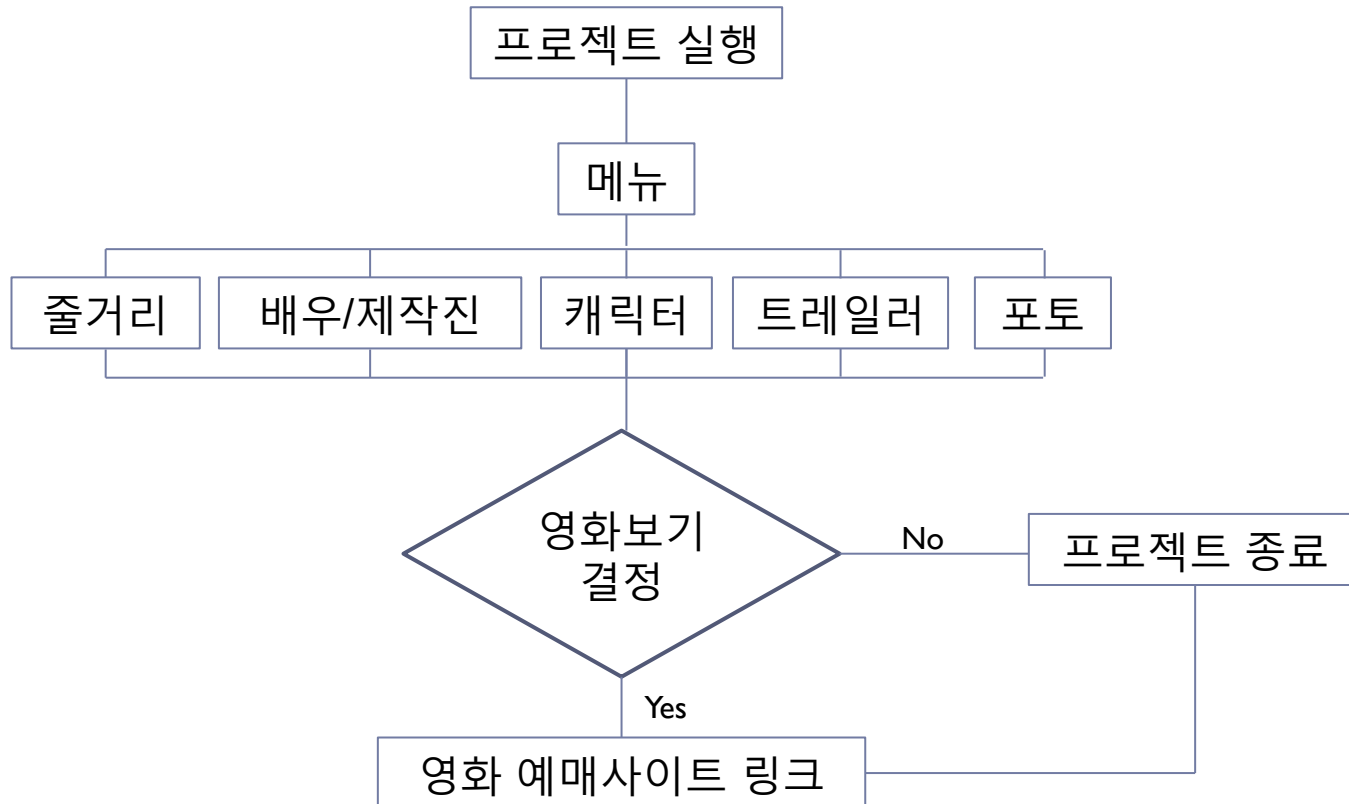 프로젝트 실행
메뉴
줄거리
배우/제작진
캐릭터
트레일러
포토
영화보기
결정
No
프로젝트 종료
Yes
영화 예매사이트 링크